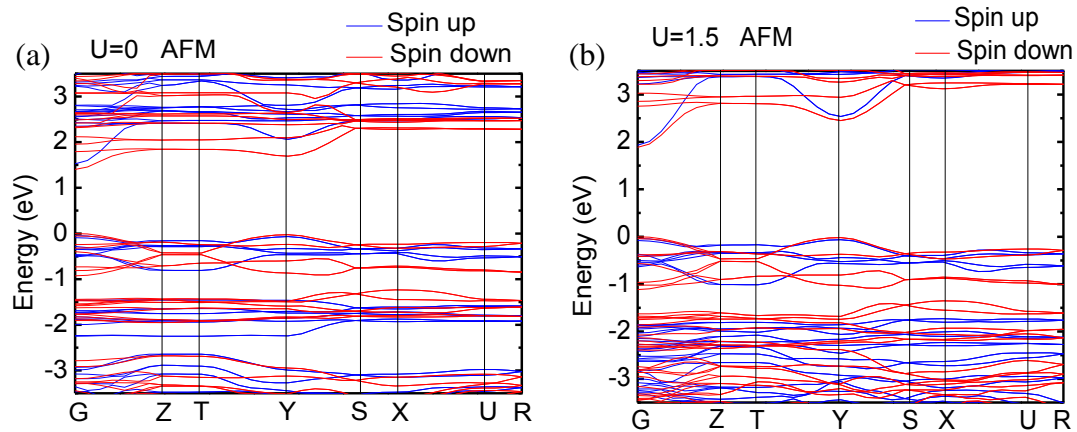 (a) U=0 AFM
Spin up
Spin down
Energy (eV)
3
2
1
0
-1
-2
-3
G Z T Y S X U R
(b) U=1.5 AFM
Spin up
Spin down
Energy (eV)
3
2
1
0
-1
-2
-3
G Z T Y S X U R